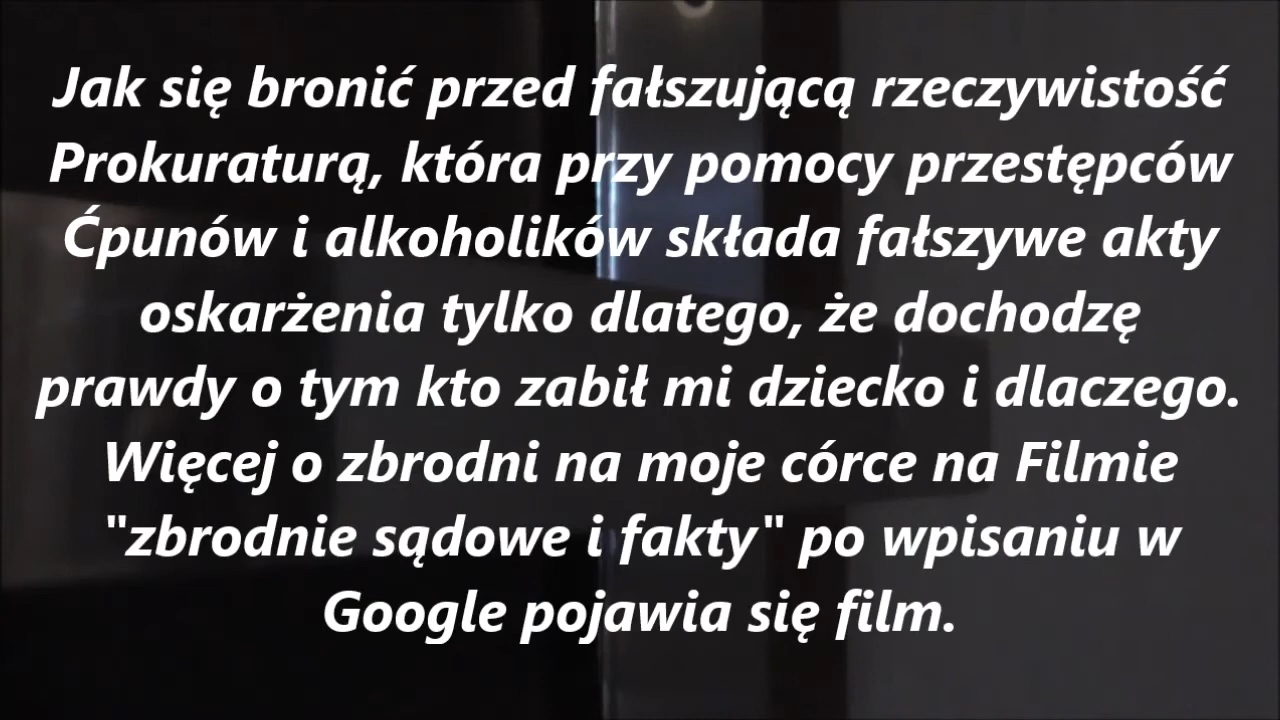 Jak się bronić przed fałszującą rzeczywistość
Prokuraturą, która przy pomocy przestępców
Ćpunów i alkoholików składa fałszywe akty
oskarżenia tylko dlatego, że dochodzę
prawdy o tym kto zabił mi dziecko i dlaczego.
Więcej o zbrodni na moje córce na Filmie
"zbrodnie sądowe i fakty" po wpisaniu w
Google pojawia się film.